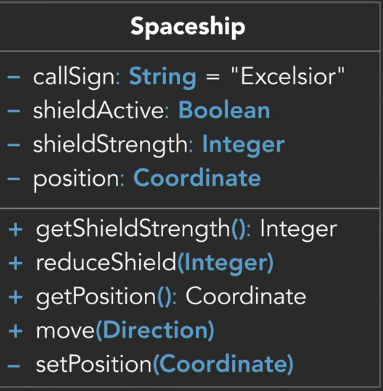 Spaceship
– callSign: String = "Excelsior"
– shieldActive: Boolean
– shieldStrength: Integer
– position: Coordinate
+ getShieldStrength(): Integer
+ reduceShield(Integer)
+ getPosition(): Coordinate
+ move(Direction)
– setPosition(Coordinate)